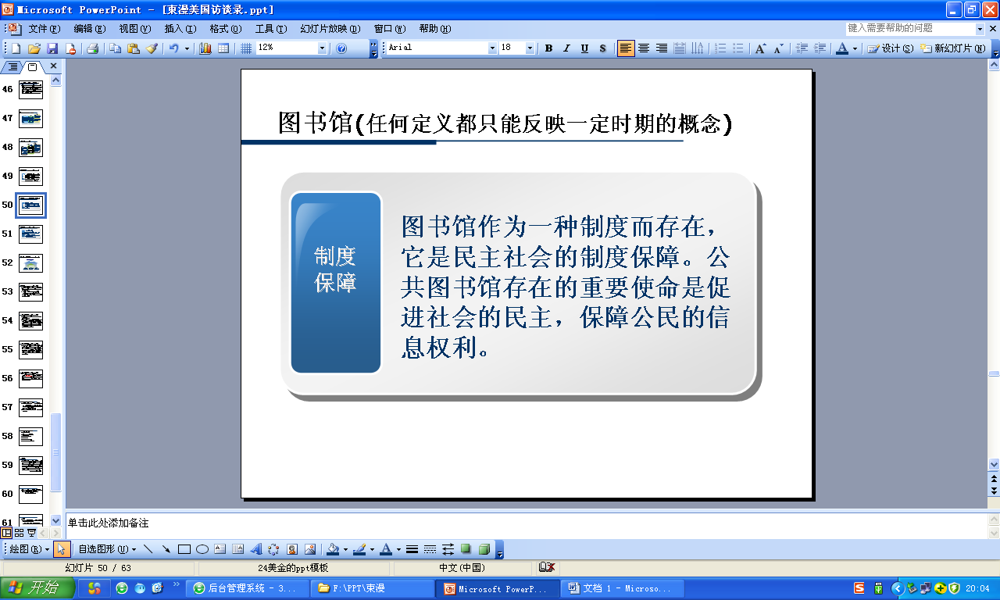 Microsoft PowerPoint - [束漫美国访谈录.ppt]
文件(F) 编辑(E) 视图(V) 插入(I) 格式(O) 工具(T) 幻灯片放映(D) 窗口(W) 帮助(H) 键入需要帮助的问题
12% Arial 18 B I U S A A A 设计(S) 新幻灯片(N)
46
47
48
49
50
51
52
53
54
55
56
57
58
59
60
61
图书馆(任何定义都只能反映一定时期的概念)
制度
保障
图书馆作为一种制度而存在，
它是民主社会的制度保障。公
共图书馆存在的重要使命是促
进社会的民主，保障公民的信
息权利。
单击此处添加备注
绘图(R) 自选图形(U) A
幻灯片 50 / 63 24美金的ppt模板 中文(中国)
开始 » 后台管理系统 - 3... F:\PPT\束漫 Microsoft PowerP... 文档 1 - Microso... 20:04